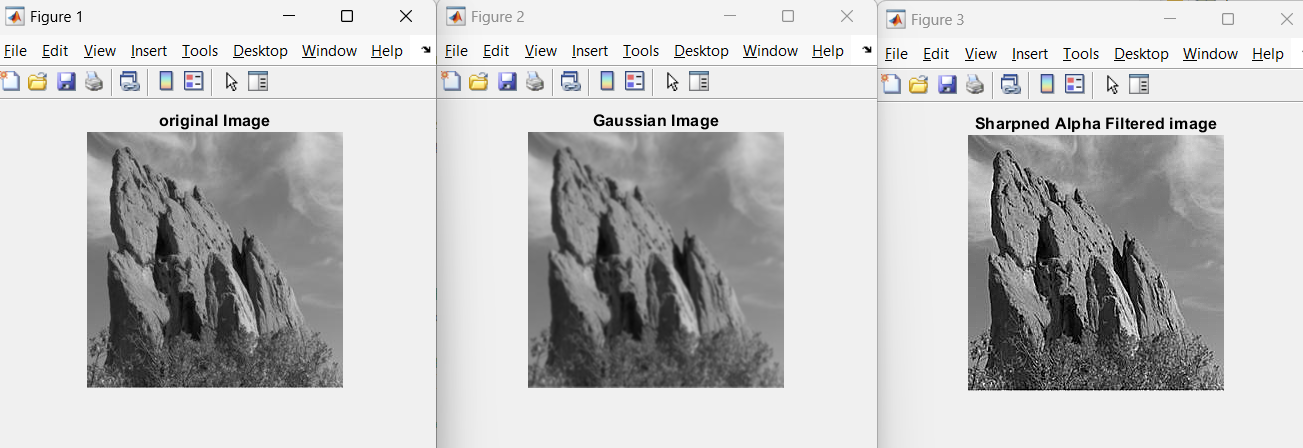 Figure 1
File Edit View Insert Tools Desktop Window Help
original Image
Figure 2
File Edit View Insert Tools Desktop Window Help
Gaussian Image
Figure 3
File Edit View Insert Tools Desktop Window Help
Sharpned Alpha Filtered image